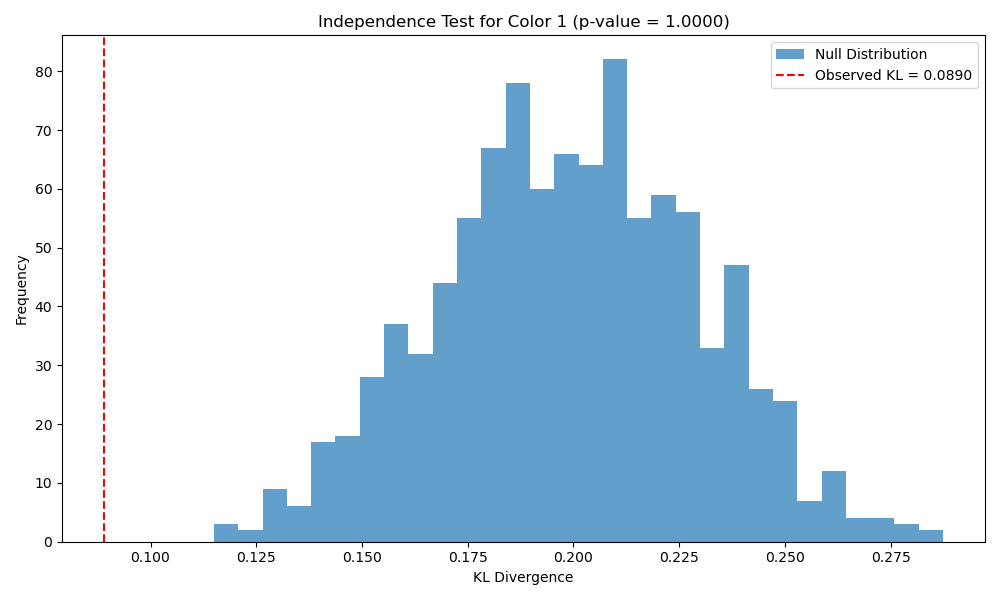 Independence Test for Color 1 (p-value = 1.0000)
Null Distribution
Observed KL = 0.0890
Frequency
80
70
60
50
40
30
20
10
0
0.100 0.125 0.150 0.175 0.200 0.225 0.250 0.275
KL Divergence